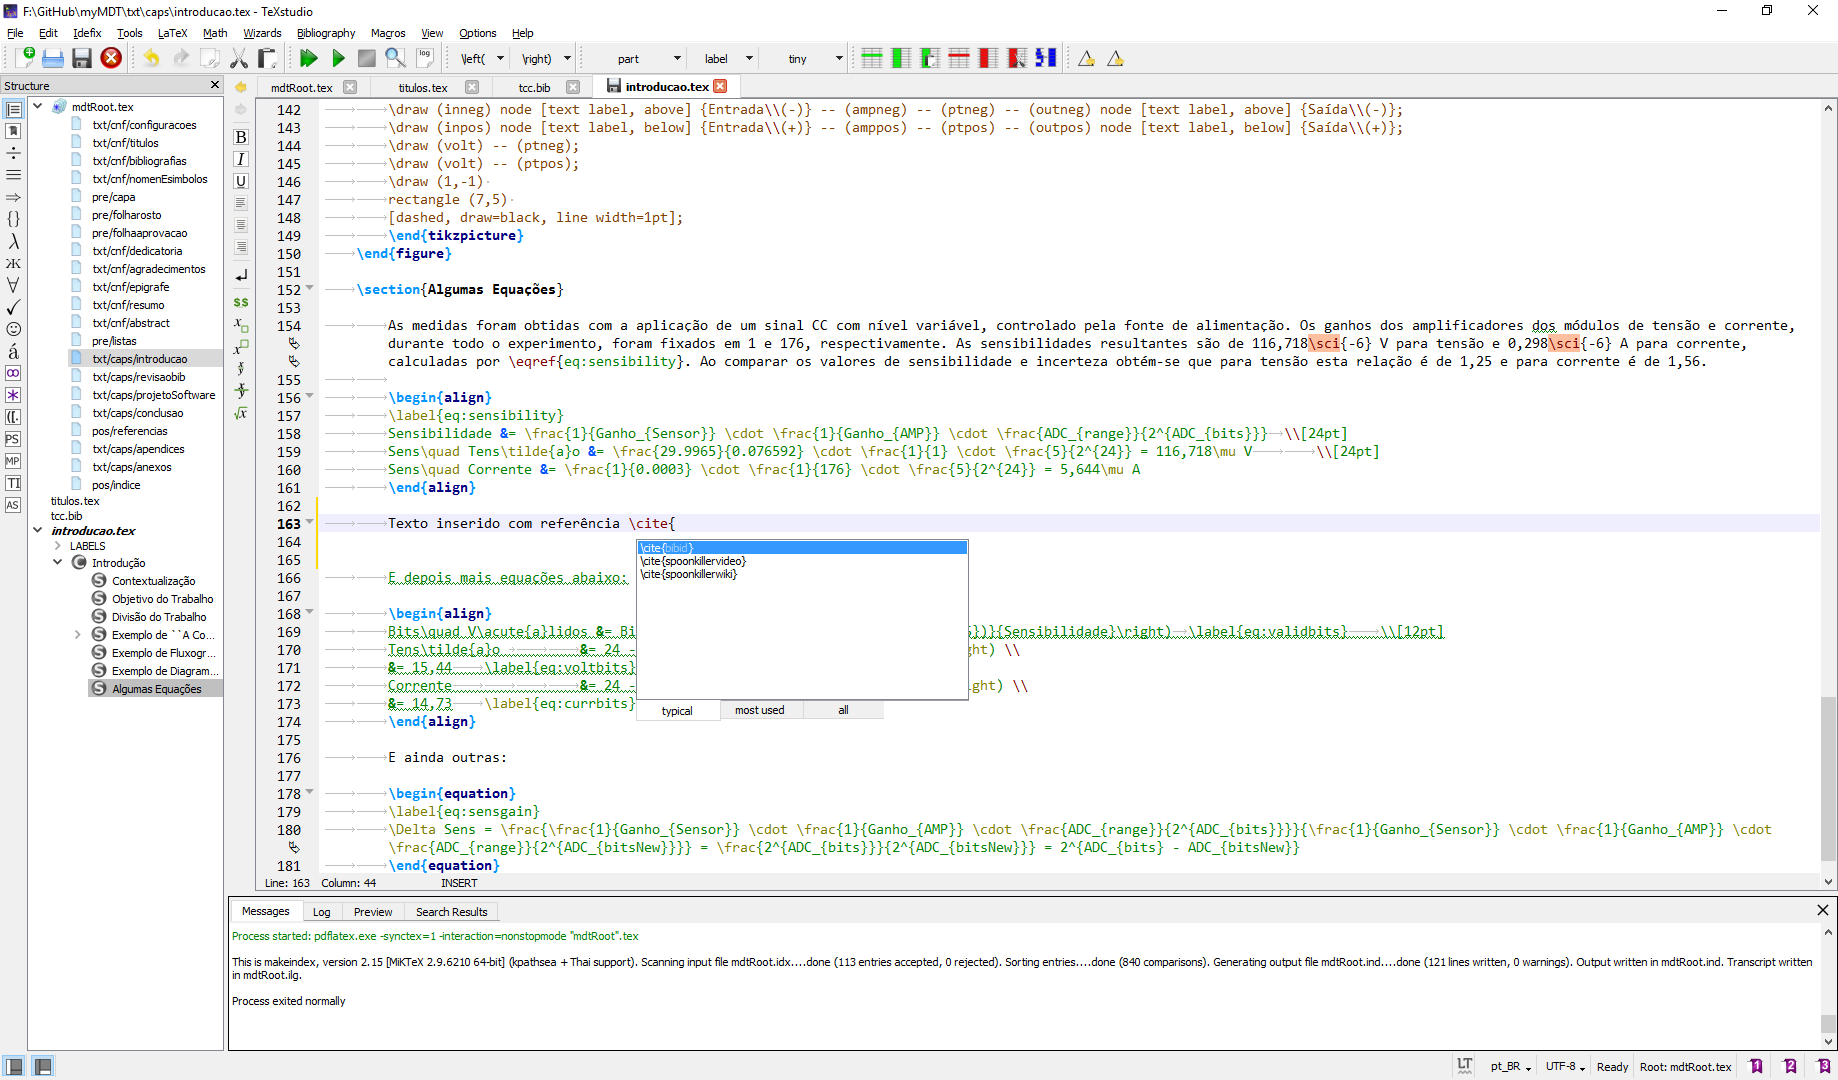 F:\GitHub\myMDT\txt\caps\introducao.tex - TeXstudio
File Edit Idefix Tools LaTeX Math Wizards Bibliography Macros View Options Help
log \left( \right) part label tiny
Structure
mdtRoot.tex titulos.tex tcc.bib introducao.tex
mdtRoot.tex
txt/cnf/configuracoes
txt/cnf/titulos
txt/cnf/bibliografias
txt/cnf/nomenEsimbolos
pre/capa
pre/folharosto
pre/folhaaprovacao
txt/cnf/dedicatoria
txt/cnf/agradecimentos
txt/cnf/epigrafe
txt/cnf/resumo
txt/cnf/abstract
pre/listas
txt/caps/introducao
txt/caps/revisaobib
txt/caps/projetoSoftware
txt/caps/conclusao
pos/referencias
txt/caps/apendices
txt/caps/anexos
pos/indice
titulos.tex
tcc.bib
introducao.tex
LABELS
Introdução
Contextualização
Objetivo do Trabalho
Divisão do Trabalho
Exemplo de ``A Co...
Exemplo de Fluxogr...
Exemplo de Diagram...
Algumas Equações
142 \draw (inneg) node [text label, above] {Entrada\\(-)} -- (ampneg) -- (ptneg) -- (outneg) node [text label, above] {Saída\\(-)};
143 \draw (inpos) node [text label, below] {Entrada\\(+)} -- (amppos) -- (ptpos) -- (outpos) node [text label, below] {Saída\\(+)};
144 \draw (volt) -- (ptneg);
145 \draw (volt) -- (ptpos);
146 \draw (1,-1)
147 rectangle (7,5)
148 [dashed, draw=black, line width=1pt];
149 \end{tikzpicture}
150 \end{figure}
151
152 \section{Algumas Equações}
153
154 As medidas foram obtidas com a aplicação de um sinal CC com nível variável, controlado pela fonte de alimentação. Os ganhos dos amplificadores dos módulos de tensão e corrente,
durante todo o experimento, foram fixados em 1 e 176, respectivamente. As sensibilidades resultantes são de 116,718\sci{-6} V para tensão e 0,298\sci{-6} A para corrente,
calculadas por \eqref{eq:sensibility}. Ao comparar os valores de sensibilidade e incerteza obtém-se que para tensão esta relação é de 1,25 e para corrente é de 1,56.
155
156 \begin{align}
157 \label{eq:sensibility}
158 Sensibilidade &= \frac{1}{Ganho_{Sensor}} \cdot \frac{1}{Ganho_{AMP}} \cdot \frac{ADC_{range}}{2^{ADC_{bits}}} \\[24pt]
159 Sens\quad Tens\tilde{a}o &= \frac{29.9965}{0.076592} \cdot \frac{1}{1} \cdot \frac{5}{2^{24}} = 116,718\mu V \\[24pt]
160 Sens\quad Corrente &= \frac{1}{0.0003} \cdot \frac{1}{176} \cdot \frac{5}{2^{24}} = 5,644\mu A
161 \end{align}
162
163 Texto inserido com referência \cite{
164
165
\cite{bibid}
\cite{spoonkillervideo}
\cite{spoonkillerwiki}
typical most used all
166 E depois mais equações abaixo:
167
168 \begin{align}
169 Bits\quad V\acute{a}lidos &= Bi })}{Sensibilidade}\right) \label{eq:validbits} \\[12pt]
170 Tens\tilde{a}o &= 24 - ght) \\
171 &= 15,44 \label{eq:voltbits}
172 Corrente &= 24 - ght) \\
173 &= 14,73 \label{eq:currbits}
174 \end{align}
175
176 E ainda outras:
177
178 \begin{equation}
179 \label{eq:sensgain}
180 \Delta Sens = \frac{\frac{1}{Ganho_{Sensor}} \cdot \frac{1}{Ganho_{AMP}} \cdot \frac{ADC_{range}}{2^{ADC_{bits}}}}{\frac{1}{Ganho_{Sensor}} \cdot \frac{1}{Ganho_{AMP}} \cdot
\frac{ADC_{range}}{2^{ADC_{bitsNew}}}} = \frac{2^{ADC_{bits}}}{2^{ADC_{bitsNew}}} = 2^{ADC_{bits} - ADC_{bitsNew}}
181 \end{equation}
Line: 163 Column: 44 INSERT
Messages Log Preview Search Results
Process started: pdflatex.exe -synctex=1 -interaction=nonstopmode "mdtRoot".tex
This is makeindex, version 2.15 [MiKTeX 2.9.6210 64-bit] (kpathsea + Thai support). Scanning input file mdtRoot.idx....done (113 entries accepted, 0 rejected). Sorting entries....done (840 comparisons). Generating output file mdtRoot.ind....done (121 lines written, 0 warnings). Output written in mdtRoot.ind. Transcript written
in mdtRoot.ilg.
Process exited normally
LT pt_BR UTF-8 Ready Root: mdtRoot.tex 1 2 3